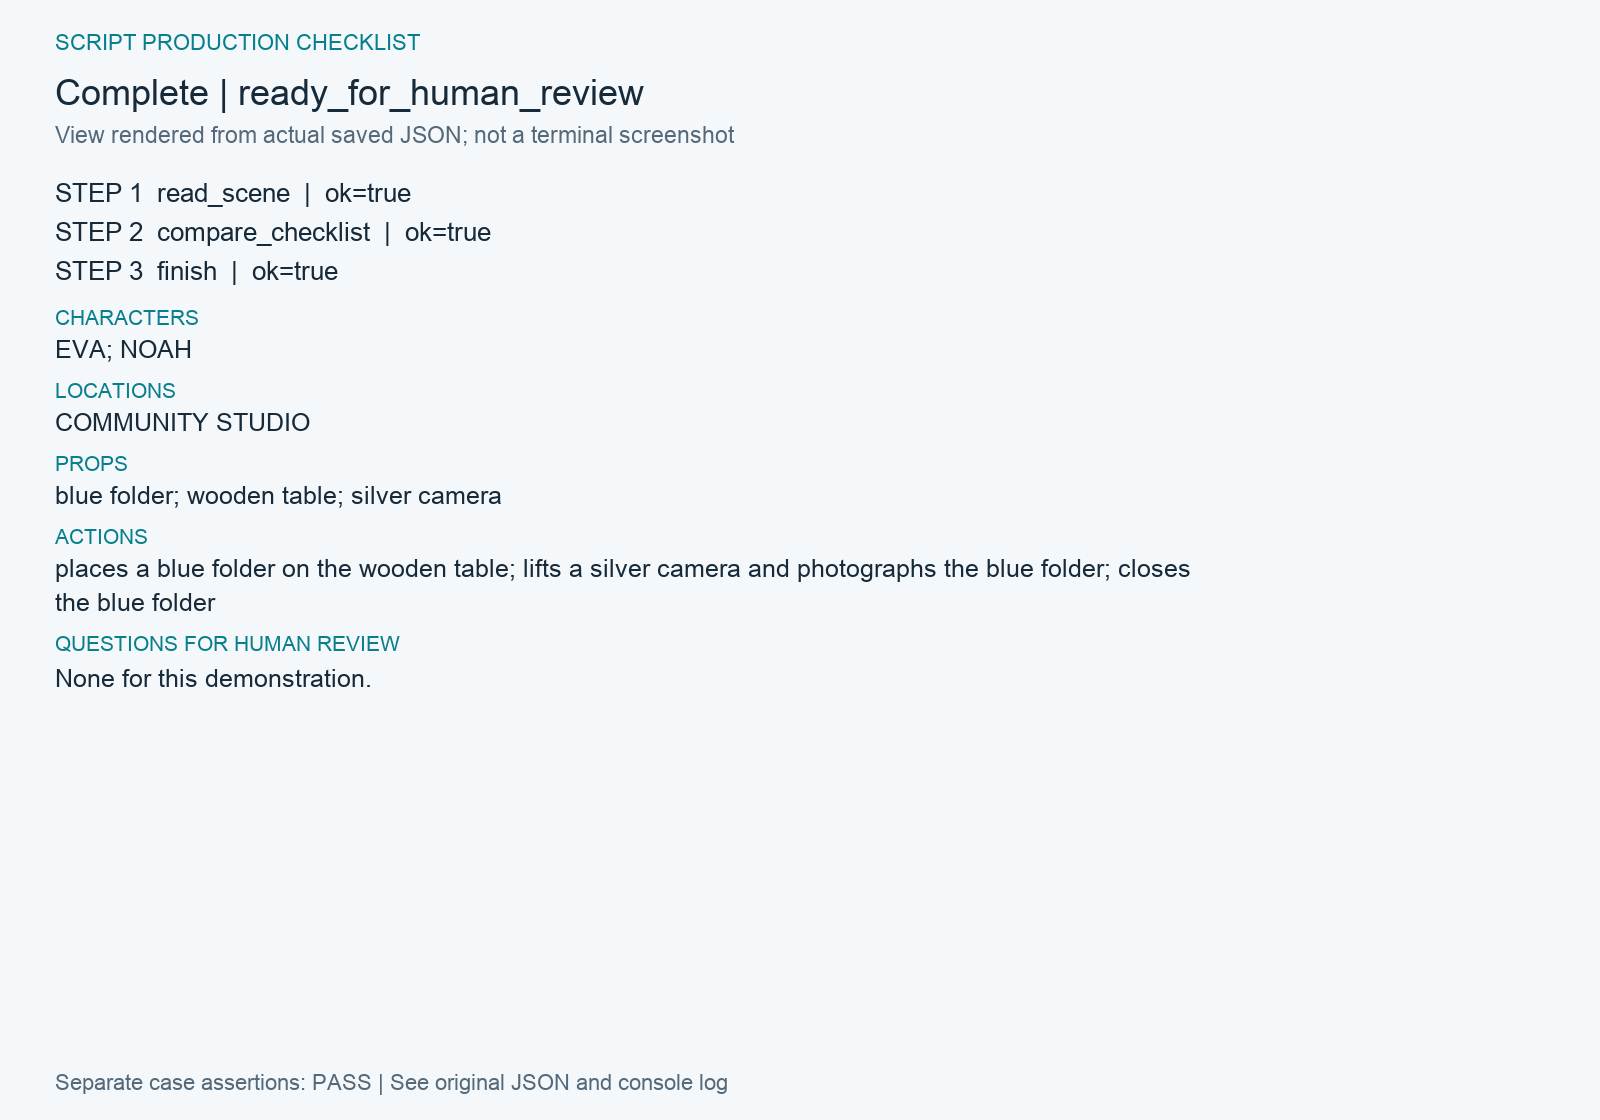 SCRIPT PRODUCTION CHECKLIST
Complete | ready_for_human_review
View rendered from actual saved JSON; not a terminal screenshot
STEP 1 read_scene | ok=true
STEP 2 compare_checklist | ok=true
STEP 3 finish | ok=true
CHARACTERS
EVA; NOAH
LOCATIONS
COMMUNITY STUDIO
PROPS
blue folder; wooden table; silver camera
ACTIONS
places a blue folder on the wooden table; lifts a silver camera and photographs the blue folder; closes
the blue folder
QUESTIONS FOR HUMAN REVIEW
None for this demonstration.
Separate case assertions: PASS | See original JSON and console log